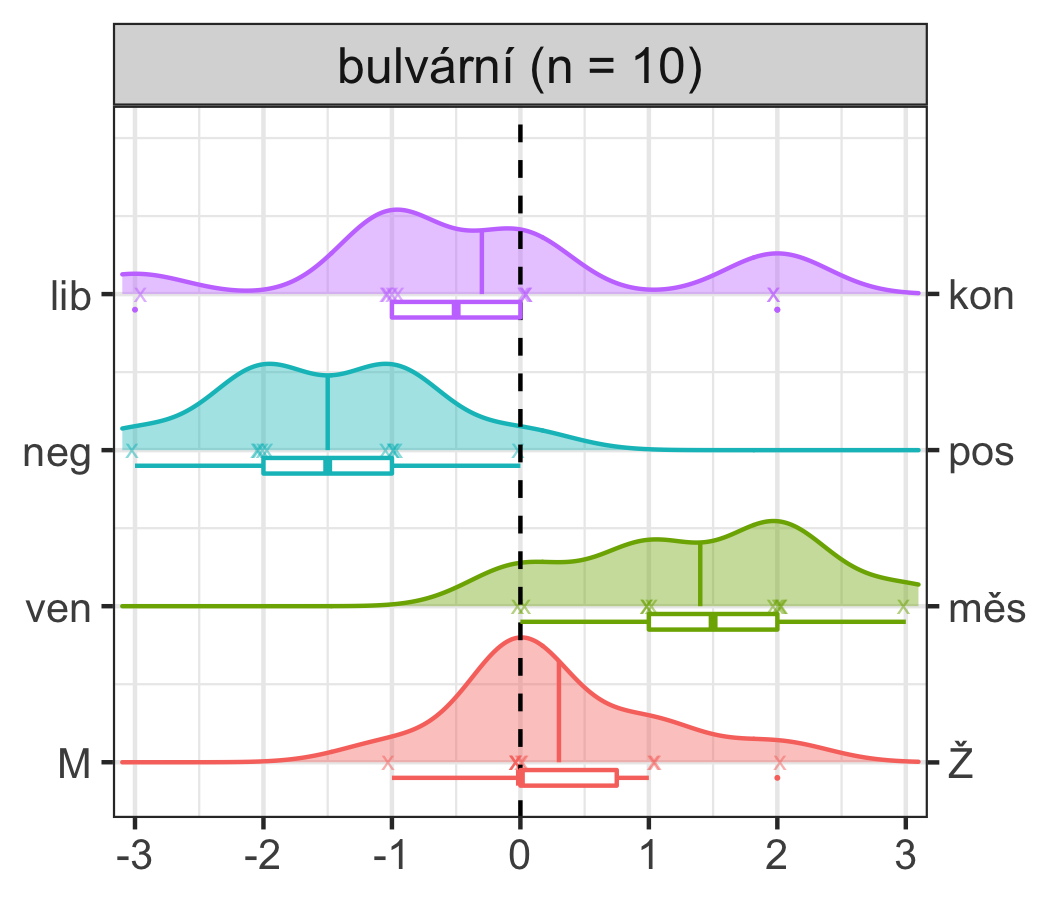 bulvární (n = 10)
lib kon
neg pos
ven měs
M Ž
-3 -2 -1 0 1 2 3